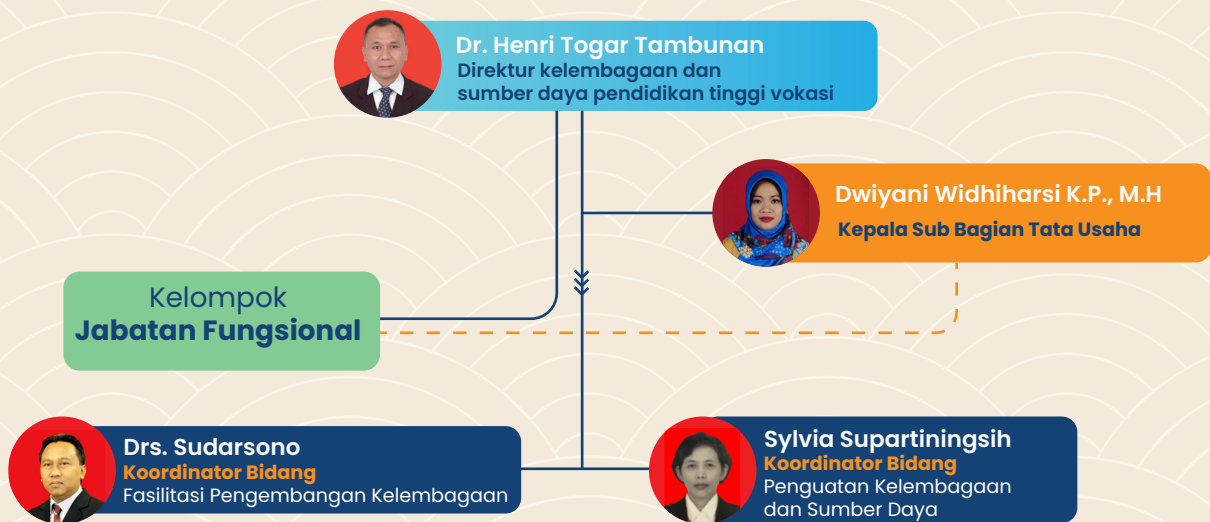 Dr. Henri Togar Tambunan
Direktur kelembagaan dan
sumber daya pendidikan tinggi vokasi
Dwiyani Widhiharsi K.P., M.H
Kepala Sub Bagian Tata Usaha
Kelompok
Jabatan Fungsional
Drs. Sudarsono
Koordinator Bidang
Fasilitasi Pengembangan Kelembagaan
Sylvia Supartiningsih
Koordinator Bidang
Penguatan Kelembagaan
dan Sumber Daya